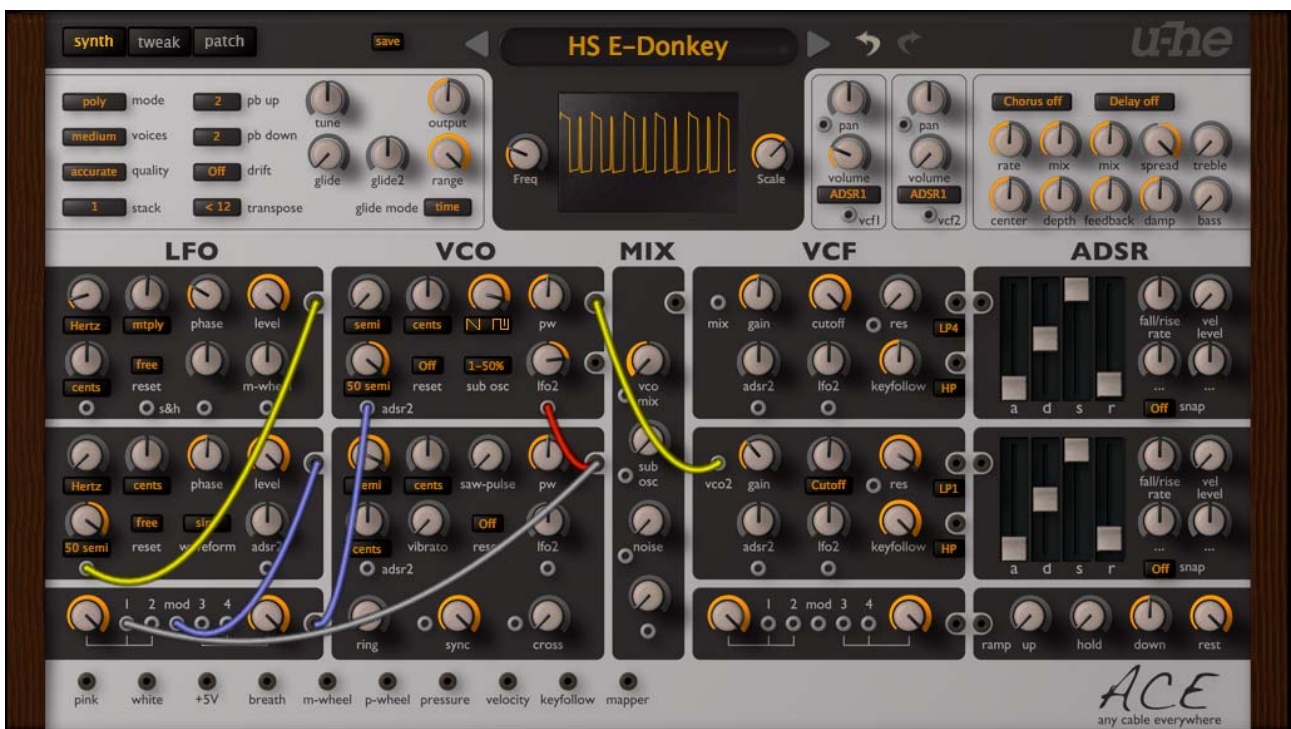 synth tweak patch save HS E-Donkey u-he
poly mode 2 pb up tune output Chorus off Delay off
medium voices 2 pb down pan pan
accurate quality Off drift glide glide2 range Freq Scale volume volume rate mix mix spread treble
1 stack < 12 transpose glide mode time ADSR1 ADSR1
vcf1 vcf2 center depth feedback damp bass
LFO VCO MIX VCF ADSR
Hertz mtply phase level semi cents pw mix gain cutoff res LP4 fall/rise rate vel level
cents free reset m-wheel 50 semi Off reset 1-50% sub osc lfo2 vco mix adsr2 lfo2 keyfollow HP ... ...
s&h adsr2 a d s r Off snap
Hertz cents phase level semi cents saw-pulse pw sub osc vco2 gain Cutoff res LP1 fall/rise rate vel level
50 semi free reset waveform adsr2 cents vibrato Off lfo2 noise adsr2 lfo2 keyfollow HP ... ...
adsr2 a d s r Off snap
1 2 mod 3 4 ring sync cross 1 2 mod 3 4 ramp up hold down rest
pink white +5V breath m-wheel p-wheel pressure velocity keyfollow mapper
ACE
any cable everywhere